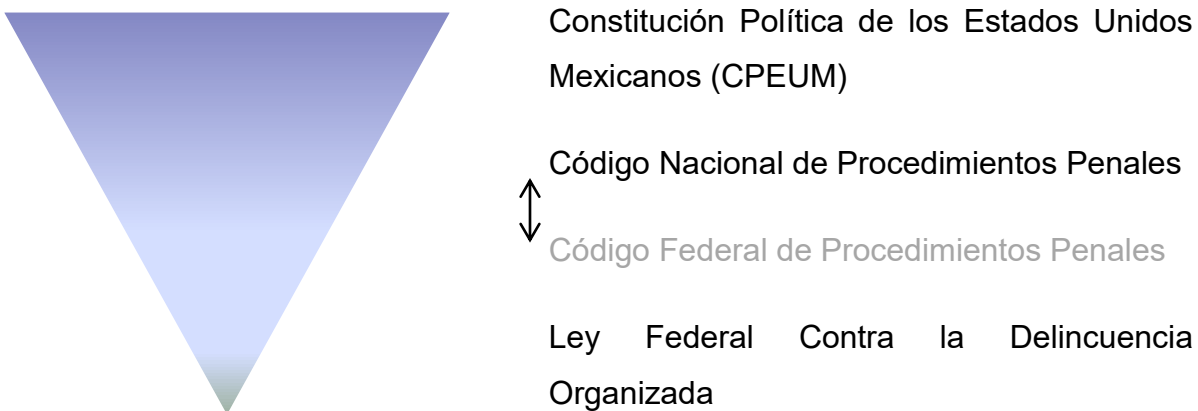 Constitución Política de los Estados Unidos
Mexicanos (CPEUM)
Código Nacional de Procedimientos Penales
Código Federal de Procedimientos Penales
Ley Federal Contra la Delincuencia
Organizada